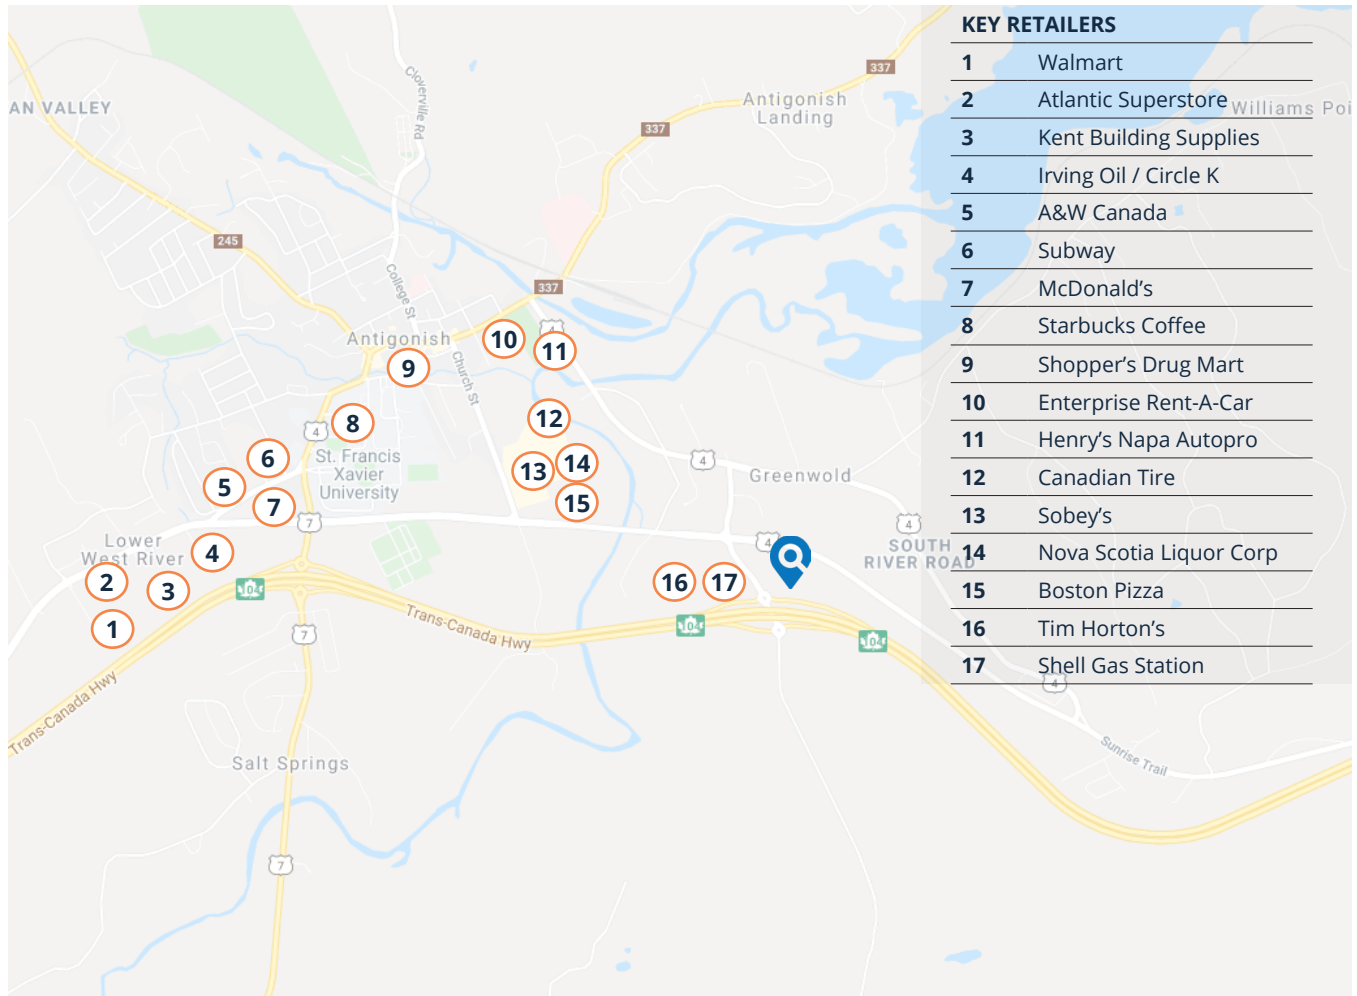 KEY RETAILERS
1 Walmart
2 Atlantic Superstore
3 Kent Building Supplies
4 Irving Oil / Circle K
5 A&W Canada
6 Subway
7 McDonald’s
8 Starbucks Coffee
9 Shopper’s Drug Mart
10 Enterprise Rent-A-Car
11 Henry’s Napa Autopro
12 Canadian Tire
13 Sobey’s
14 Nova Scotia Liquor Corp
15 Boston Pizza
16 Tim Horton’s
17 Shell Gas Station
337
Cloverville Rd
AN VALLEY
Antigonish
Landing
Williams Poi
337
245
College St
337
4
Antigonish
10
11
9
Church St
12
8
4
St. Francis
Xavier
University
6
13
14
4
Greenwold
5
7
15
7
4
4
SOUTH
RIVER ROAD
Lower
West River
4
2
3
104
16
17
1
Trans-Canada Hwy
104
104
7
Trans-Canada Hwy
4
Sunrise Trail
Salt Springs
7